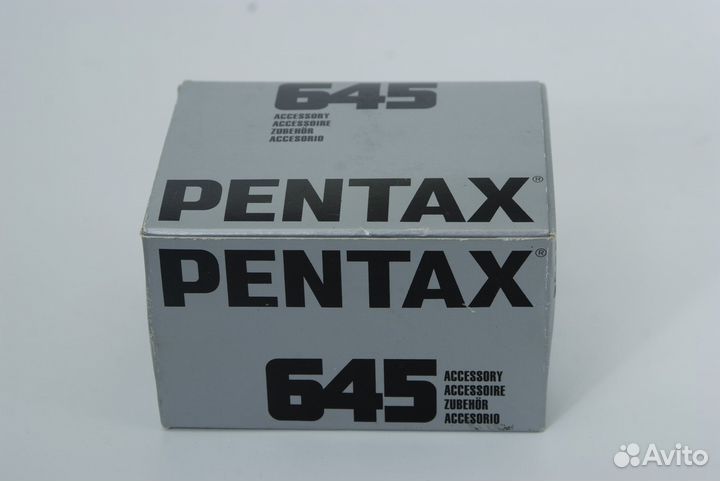 645
ACCESSORY
ACCESSOIRE
ZUBEHÖR
ACCESORIO
PENTAX®
PENTAX®
645
ACCESSORY
ACCESSOIRE
ZUBEHÖR
ACCESORIO
Avito